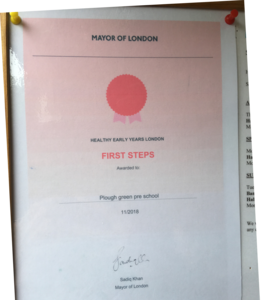 MAYOR OF LONDON
HEALTHY EARLY YEARS LONDON
FIRST STEPS
Awarded to:
Plough green pre school
11/2019
Sadiq Khan
Mayor of London